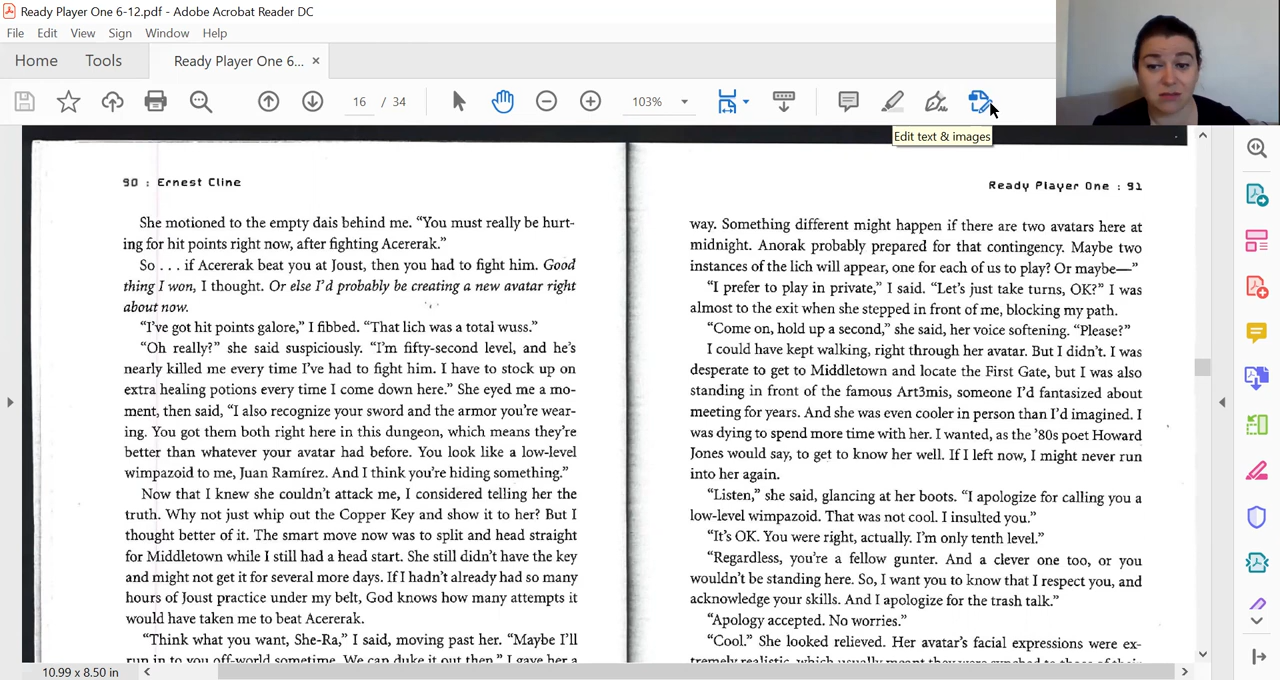 Ready Player One 6-12.pdf - Adobe Acrobat Reader DC
File Edit View Sign Window Help
Home Tools Ready Player One 6... ×
16 / 34 103%
Edit text & images
90 : Ernest Cline
She motioned to the empty dais behind me. “You must really be hurt-
ing for hit points right now, after fighting Acererak.”
So . . . if Acererak beat you at Joust, then you had to fight him. Good
thing I won, I thought. Or else I’d probably be creating a new avatar right
about now.
“I’ve got hit points galore,” I fibbed. “That lich was a total wuss.”
“Oh really?” she said suspiciously. “I’m fifty-second level, and he’s
nearly killed me every time I’ve had to fight him. I have to stock up on
extra healing potions every time I come down here.” She eyed me a mo-
ment, then said, “I also recognize your sword and the armor you’re wear-
ing. You got them both right here in this dungeon, which means they’re
better than whatever your avatar had before. You look like a low-level
wimpazoid to me, Juan Ramírez. And I think you’re hiding something.”
Now that I knew she couldn’t attack me, I considered telling her the
truth. Why not just whip out the Copper Key and show it to her? But I
thought better of it. The smart move now was to split and head straight
for Middletown while I still had a head start. She still didn’t have the key
and might not get it for several more days. If I hadn’t already had so many
hours of Joust practice under my belt, God knows how many attempts it
would have taken me to beat Acererak.
“Think what you want, She-Ra,” I said, moving past her. “Maybe I’ll
run in to you off-world sometime. We can duke it out then.” I gave her a
Ready Player One : 91
way. Something different might happen if there are two avatars here at
midnight. Anorak probably prepared for that contingency. Maybe two
instances of the lich will appear, one for each of us to play? Or maybe—”
“I prefer to play in private,” I said. “Let’s just take turns, OK?” I was
almost to the exit when she stepped in front of me, blocking my path.
“Come on, hold up a second,” she said, her voice softening. “Please?”
I could have kept walking, right through her avatar. But I didn’t. I was
desperate to get to Middletown and locate the First Gate, but I was also
standing in front of the famous Art3mis, someone I’d fantasized about
meeting for years. And she was even cooler in person than I’d imagined. I
was dying to spend more time with her. I wanted, as the ’80s poet Howard
Jones would say, to get to know her well. If I left now, I might never run
into her again.
“Listen,” she said, glancing at her boots. “I apologize for calling you a
low-level wimpazoid. That was not cool. I insulted you.”
“It’s OK. You were right, actually. I’m only tenth level.”
“Regardless, you’re a fellow gunter. And a clever one too, or you
wouldn’t be standing here. So, I want you to know that I respect you, and
acknowledge your skills. And I apologize for the trash talk.”
“Apology accepted. No worries.”
“Cool.” She looked relieved. Her avatar’s facial expressions were ex-
tremely realistic, which usually meant they were synched to those of their
10.99 x 8.50 in